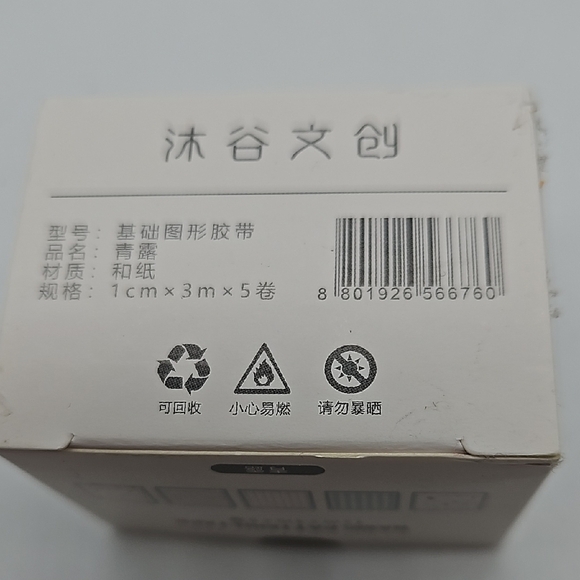 沐谷文创
型号：基础图形胶带
品名：青露
材质：和纸
规格：1cm×3m×5卷
8 801926 566760
可回收
小心易燃
请勿暴晒